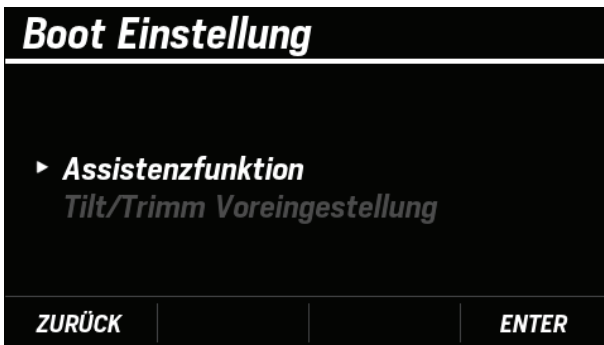 Boot Einstellung
Assistenzfunktion
Tilt/Trimm Voreingestellung
ZURÜCK ENTER